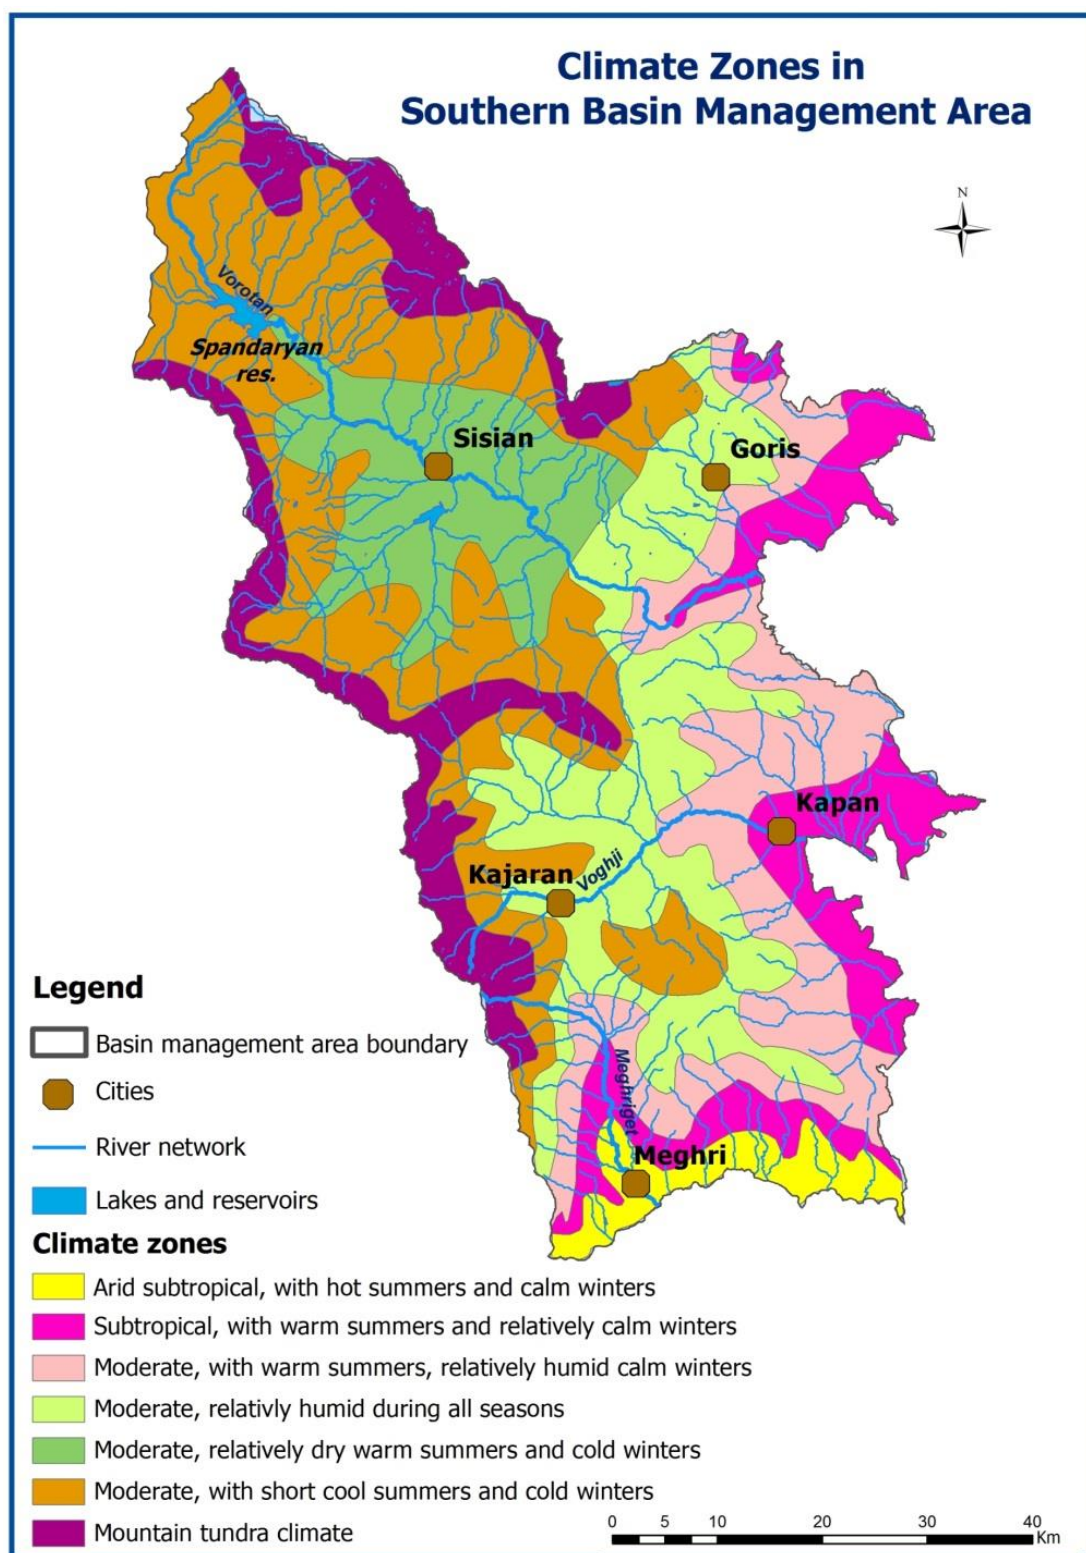 Climate Zones in
Southern Basin Management Area
N
Vorotan
Spandaryan
res.
Sisian
Goris
Kapan
Kajaran
Voghji
Meghriget
Meghri
Legend
Basin management area boundary
Cities
River network
Lakes and reservoirs
Climate zones
Arid subtropical, with hot summers and calm winters
Subtropical, with warm summers and relatively calm winters
Moderate, with warm summers, relatively humid calm winters
Moderate, relativly humid during all seasons
Moderate, relatively dry warm summers and cold winters
Moderate, with short cool summers and cold winters
Mountain tundra climate
0 5 10 20 30 40
Km